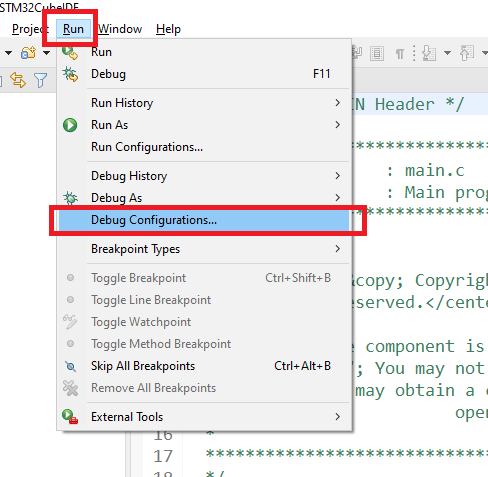 STM32CubeIDE
Project Run Window Help
Run
Debug F11
Run History
Run As
Run Configurations...
Debug History
Debug As
Debug Configurations...
Breakpoint Types
Toggle Breakpoint Ctrl+Shift+B
Toggle Line Breakpoint
Toggle Watchpoint
Toggle Method Breakpoint
Skip All Breakpoints Ctrl+Alt+B
Remove All Breakpoints
External Tools
N Header */
*****************************
: main.c
: Main prog
*****************************
&copy; Copyright
eserved.</cente
e component is
"; You may not
may obtain a c
open
16 *
17 *****************************
18 */